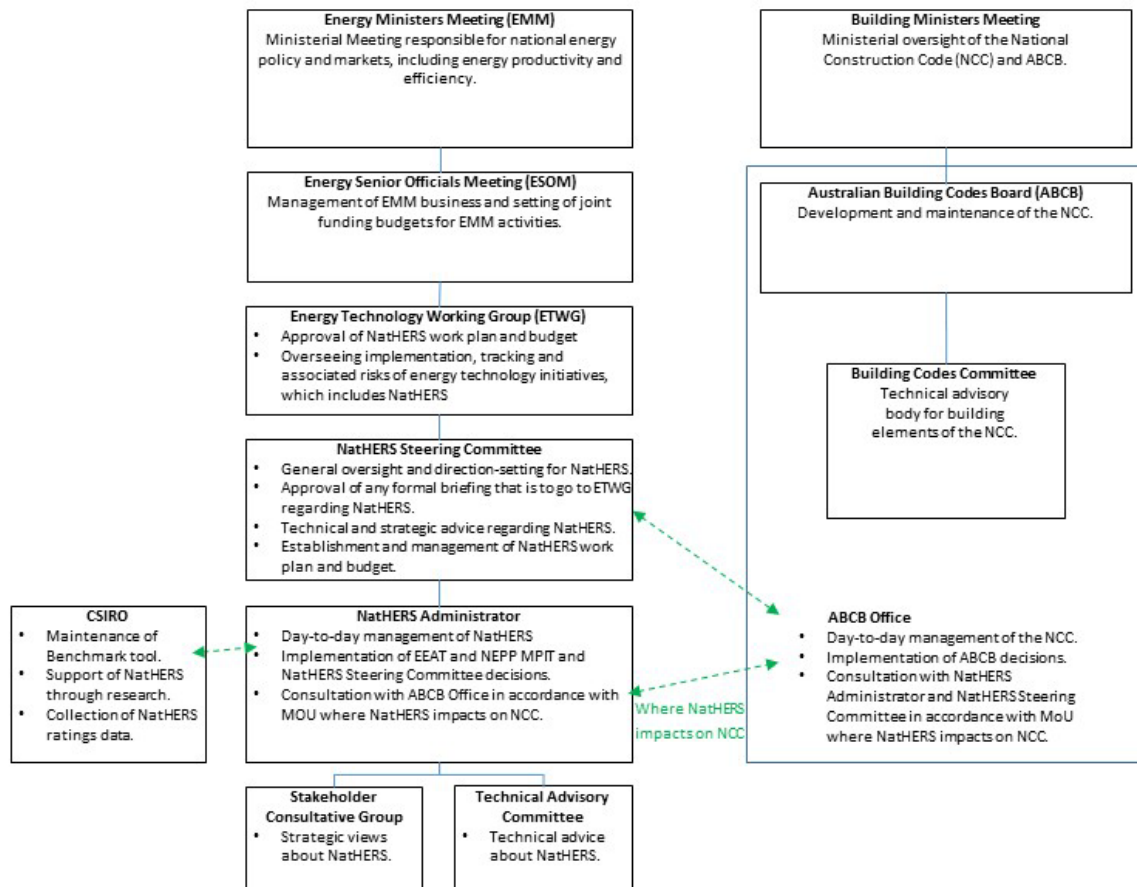 Energy Ministers Meeting (EMM)
Ministerial Meeting responsible for national energy
policy and markets, including energy productivity and
efficiency.
Building Ministers Meeting
Ministerial oversight of the National
Construction Code (NCC) and ABCB.
Energy Senior Officials Meeting (ESOM)
Management of EMM business and setting of joint
funding budgets for EMM activities.
Australian Building Codes Board (ABCB)
Development and maintenance of the NCC.
Energy Technology Working Group (ETWG)
• Approval of NatHERS work plan and budget
• Overseeing implementation, tracking and
associated risks of energy technology initiatives,
which includes NatHERS
Building Codes Committee
Technical advisory
body for building
elements of the NCC.
NatHERS Steering Committee
• General oversight and direction-setting for NatHERS.
• Approval of any formal briefing that is to go to ETWG
regarding NatHERS.
• Technical and strategic advice regarding NatHERS.
• Establishment and management of NatHERS work
plan and budget.
CSIRO
• Maintenance of
Benchmark tool.
• Support of NatHERS
through research.
• Collection of NatHERS
ratings data.
NatHERS Administrator
• Day-to-day management of NatHERS
• Implementation of EEAT and NEPP MPIT and
NatHERS Steering Committee decisions.
• Consultation with ABCB Office in accordance with
MOU where NatHERS impacts on NCC.
Where NatHERS
impacts on NCC
ABCB Office
• Day-to-day management of the NCC.
• Implementation of ABCB decisions.
• Consultation with NatHERS
Administrator and NatHERS Steering
Committee in accordance with MoU
where NatHERS impacts on NCC.
Stakeholder
Consultative Group
• Strategic views
about NatHERS.
Technical Advisory
Committee
• Technical advice
about NatHERS.